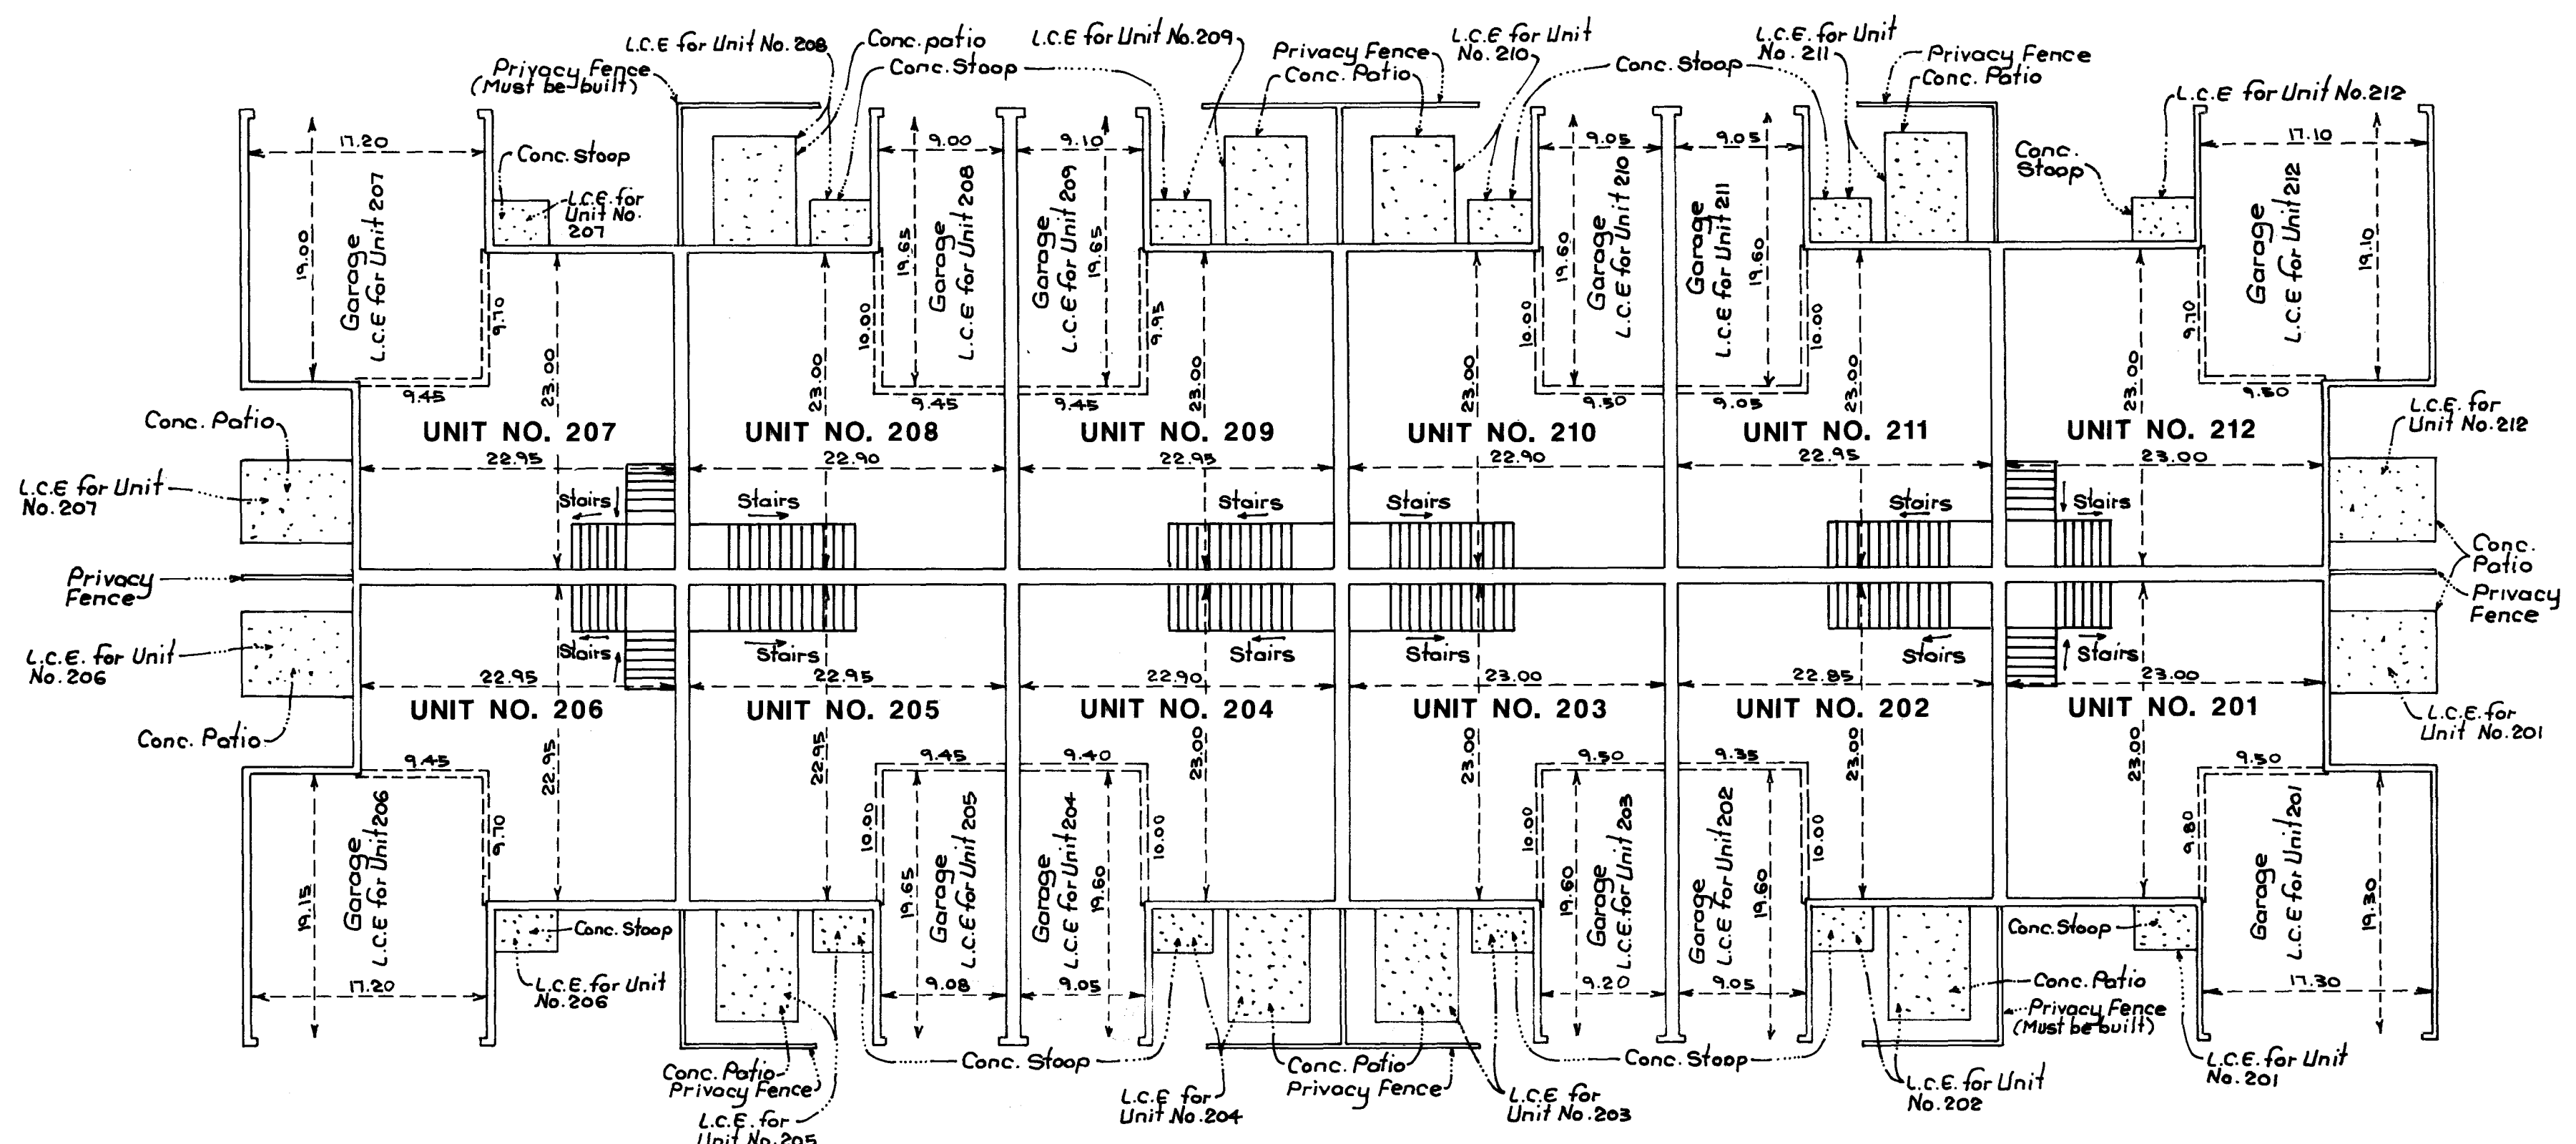 L.C.E for Unit No. 208
Conc. patio
L.C.E for Unit No. 209
Privacy Fence
Conc. Patio
L.C.E for Unit
No. 210
L.C.E. for Unit
No. 211
Privacy Fence
Conc. Patio
Privacy Fence
(Must be built)
Conc. Stoop
Conc. Stoop
L.C.E for Unit No. 212
17.20
Conc. Stoop
9.00
9.10
9.05
9.05
Conc.
Stoop
17.10
L.C.E. for
Unit No.
207
19.00
Garage
L.C.E for Unit 207
9.70
19.65
Garage
L.C.E for Unit 208
10.00
Garage
L.C.E for Unit 209
19.65
9.95
10.00
19.60
Garage
L.C.E for Unit 210
Garage
L.C.E for Unit 211
19.60
10.00
9.70
Garage
L.C.E for Unit 212
19.10
9.45
23.00
23.00
9.45
9.45
23.00
23.00
9.50
9.05
23.00
23.00
9.50
Conc. Patio
L.C.E. for
Unit No. 212
UNIT NO. 207
UNIT NO. 208
UNIT NO. 209
UNIT NO. 210
UNIT NO. 211
UNIT NO. 212
22.95
22.90
22.95
22.90
22.95
23.00
L.C.E for Unit
No. 207
Stairs
Stairs
Stairs
Stairs
Stairs
Stairs
Conc.
Patio
Privacy
Fence
Privacy
Fence
L.C.E. for Unit
No. 206
Stairs
Stairs
Stairs
Stairs
Stairs
Stairs
22.95
22.95
22.90
23.00
22.85
23.00
UNIT NO. 206
UNIT NO. 205
UNIT NO. 204
UNIT NO. 203
UNIT NO. 202
UNIT NO. 201
Conc. Patio
L.C.E. for
Unit No. 201
9.45
22.95
22.95
9.45
9.40
23.00
23.00
9.50
9.35
23.00
23.00
9.50
19.15
Garage
L.C.E for Unit 206
9.70
10.00
19.65
Garage
L.C.E for Unit 205
Garage
L.C.E for Unit 204
19.60
10.00
10.00
19.60
Garage
L.C.E. for Unit 203
Garage
L.C.E for Unit 202
19.60
10.00
9.80
Garage
L.C.E for Unit 201
19.30
Conc. Stoop
Conc. Stoop
17.20
L.C.E. for Unit
No. 206
9.08
9.05
9.20
9.05
Conc. Patio
17.30
Privacy Fence
(Must be built)
Conc. Patio
Privacy Fence
Conc. Stoop
Conc. Patio
Privacy Fence
Conc. Stoop
L.C.E. for Unit
No. 201
L.C.E. for
Unit No. 205
L.C.E for
Unit No. 204
L.C.E for
Unit No. 203
L.C.E. for Unit
No. 202